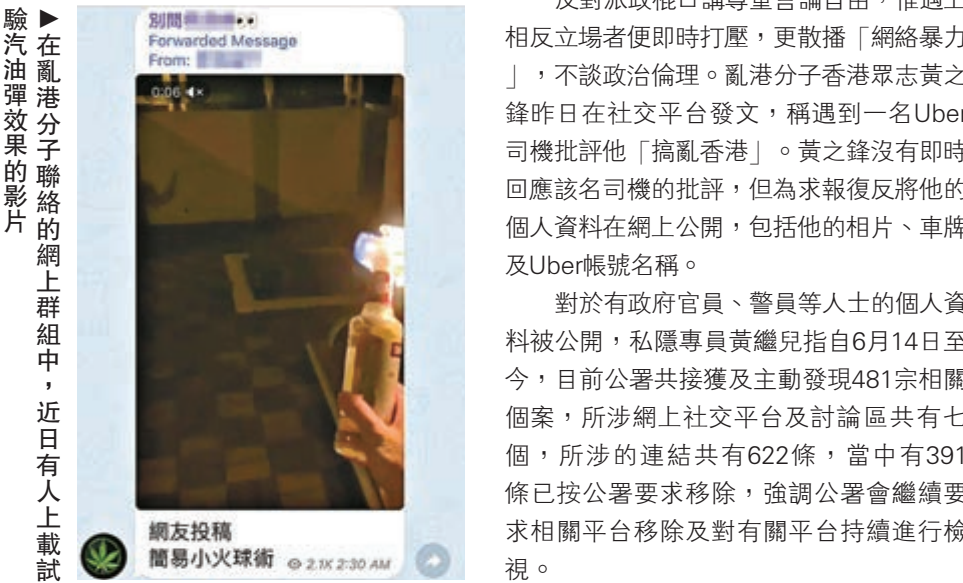 ▶在亂港分子聯絡的網上群組中，近日有人上載試
驗汽油彈效果的影片
別問
Forwarded Message
From:
0:06
網友投稿
簡易小火球術 2.1K 2:30 AM
相反立場者便即時打壓，更散播「網絡暴力
」，不談政治倫理。亂港分子香港眾志黃之
鋒昨日在社交平台發文，稱遇到一名Uber
司機批評他「搞亂香港」。黃之鋒沒有即時
回應該名司機的批評，但為求報復反將他的
個人資料在網上公開，包括他的相片、車牌
及Uber帳號名稱。
對於有政府官員、警員等人士的個人資
料被公開，私隱專員黃繼兒指自6月14日至
今，目前公署共接獲及主動發現481宗相關
個案，所涉網上社交平台及討論區共有七
個，所涉的連結共有622條，當中有391
條已按公署要求移除，強調公署會繼續要
求相關平台移除及對有關平台持續進行檢
視。